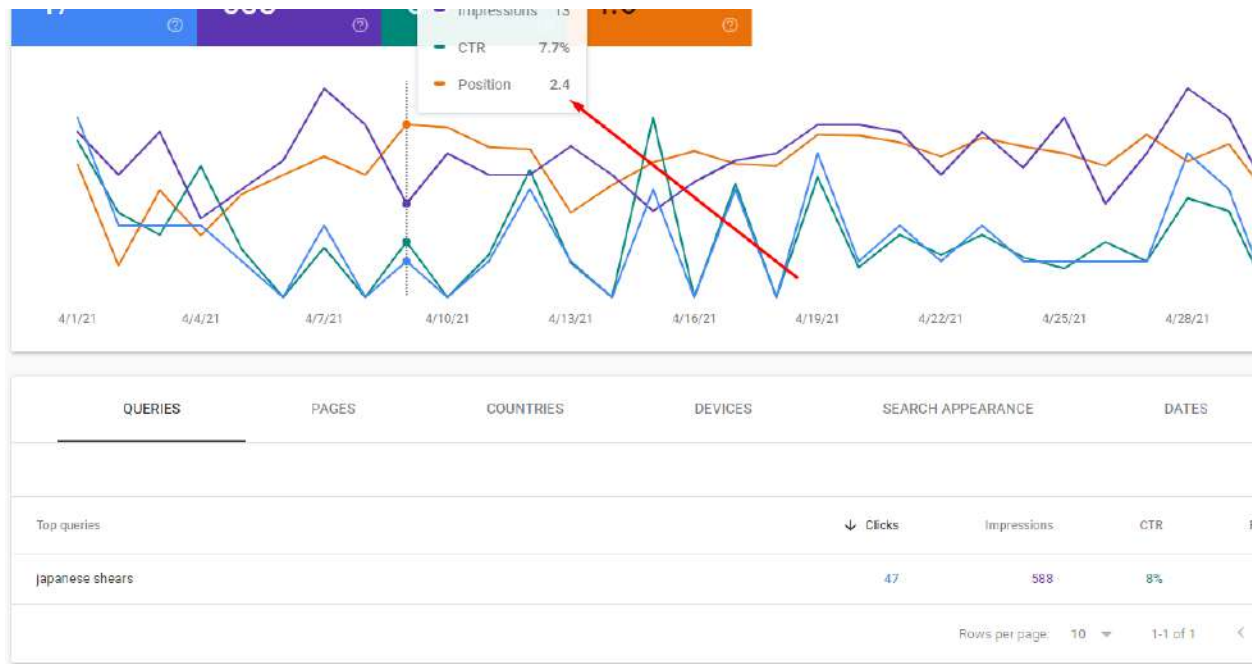 Impressions 13
CTR 7.7%
Position 2.4
4/1/21 4/4/21 4/7/21 4/10/21 4/13/21 4/16/21 4/19/21 4/22/21 4/25/21 4/28/21
QUERIES PAGES COUNTRIES DEVICES SEARCH APPEARANCE DATES
Top queries Clicks Impressions CTR
japanese shears 47 588 8%
Rows per page: 10 1-1 of 1